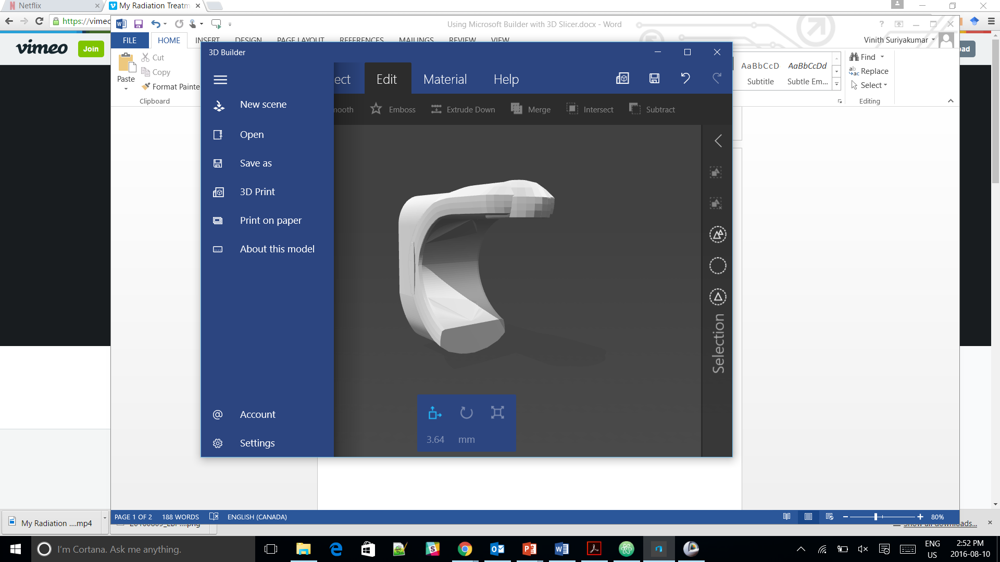 Netflix
My Radiation Treatm
https://vimeo
Using Microsoft Builder with 3D Slicer.docx - Word
FILE HOME INSERT DESIGN PAGE LAYOUT REFERENCES MAILINGS REVIEW VIEW
Vinith Suriyakumar
vimeo
Join
Paste
Cut
Copy
Format Painte
Clipboard
3D Builder
ect Edit Material Help
mooth Emboss Extrude Down Merge Intersect Subtract
New scene
Open
Save as
3D Print
Print on paper
About this model
Account
Settings
3.64 mm
Selection
AaBbCcD AaBbCcDd
Subtitle Subtle Em...
Find
Replace
Select
Editing
ad
PAGE 1 OF 2 188 WORDS ENGLISH (CANADA)
80%
My Radiation ....mp4
Show all downloads...
I'm Cortana. Ask me anything.
ENG
US
2:52 PM
2016-08-10